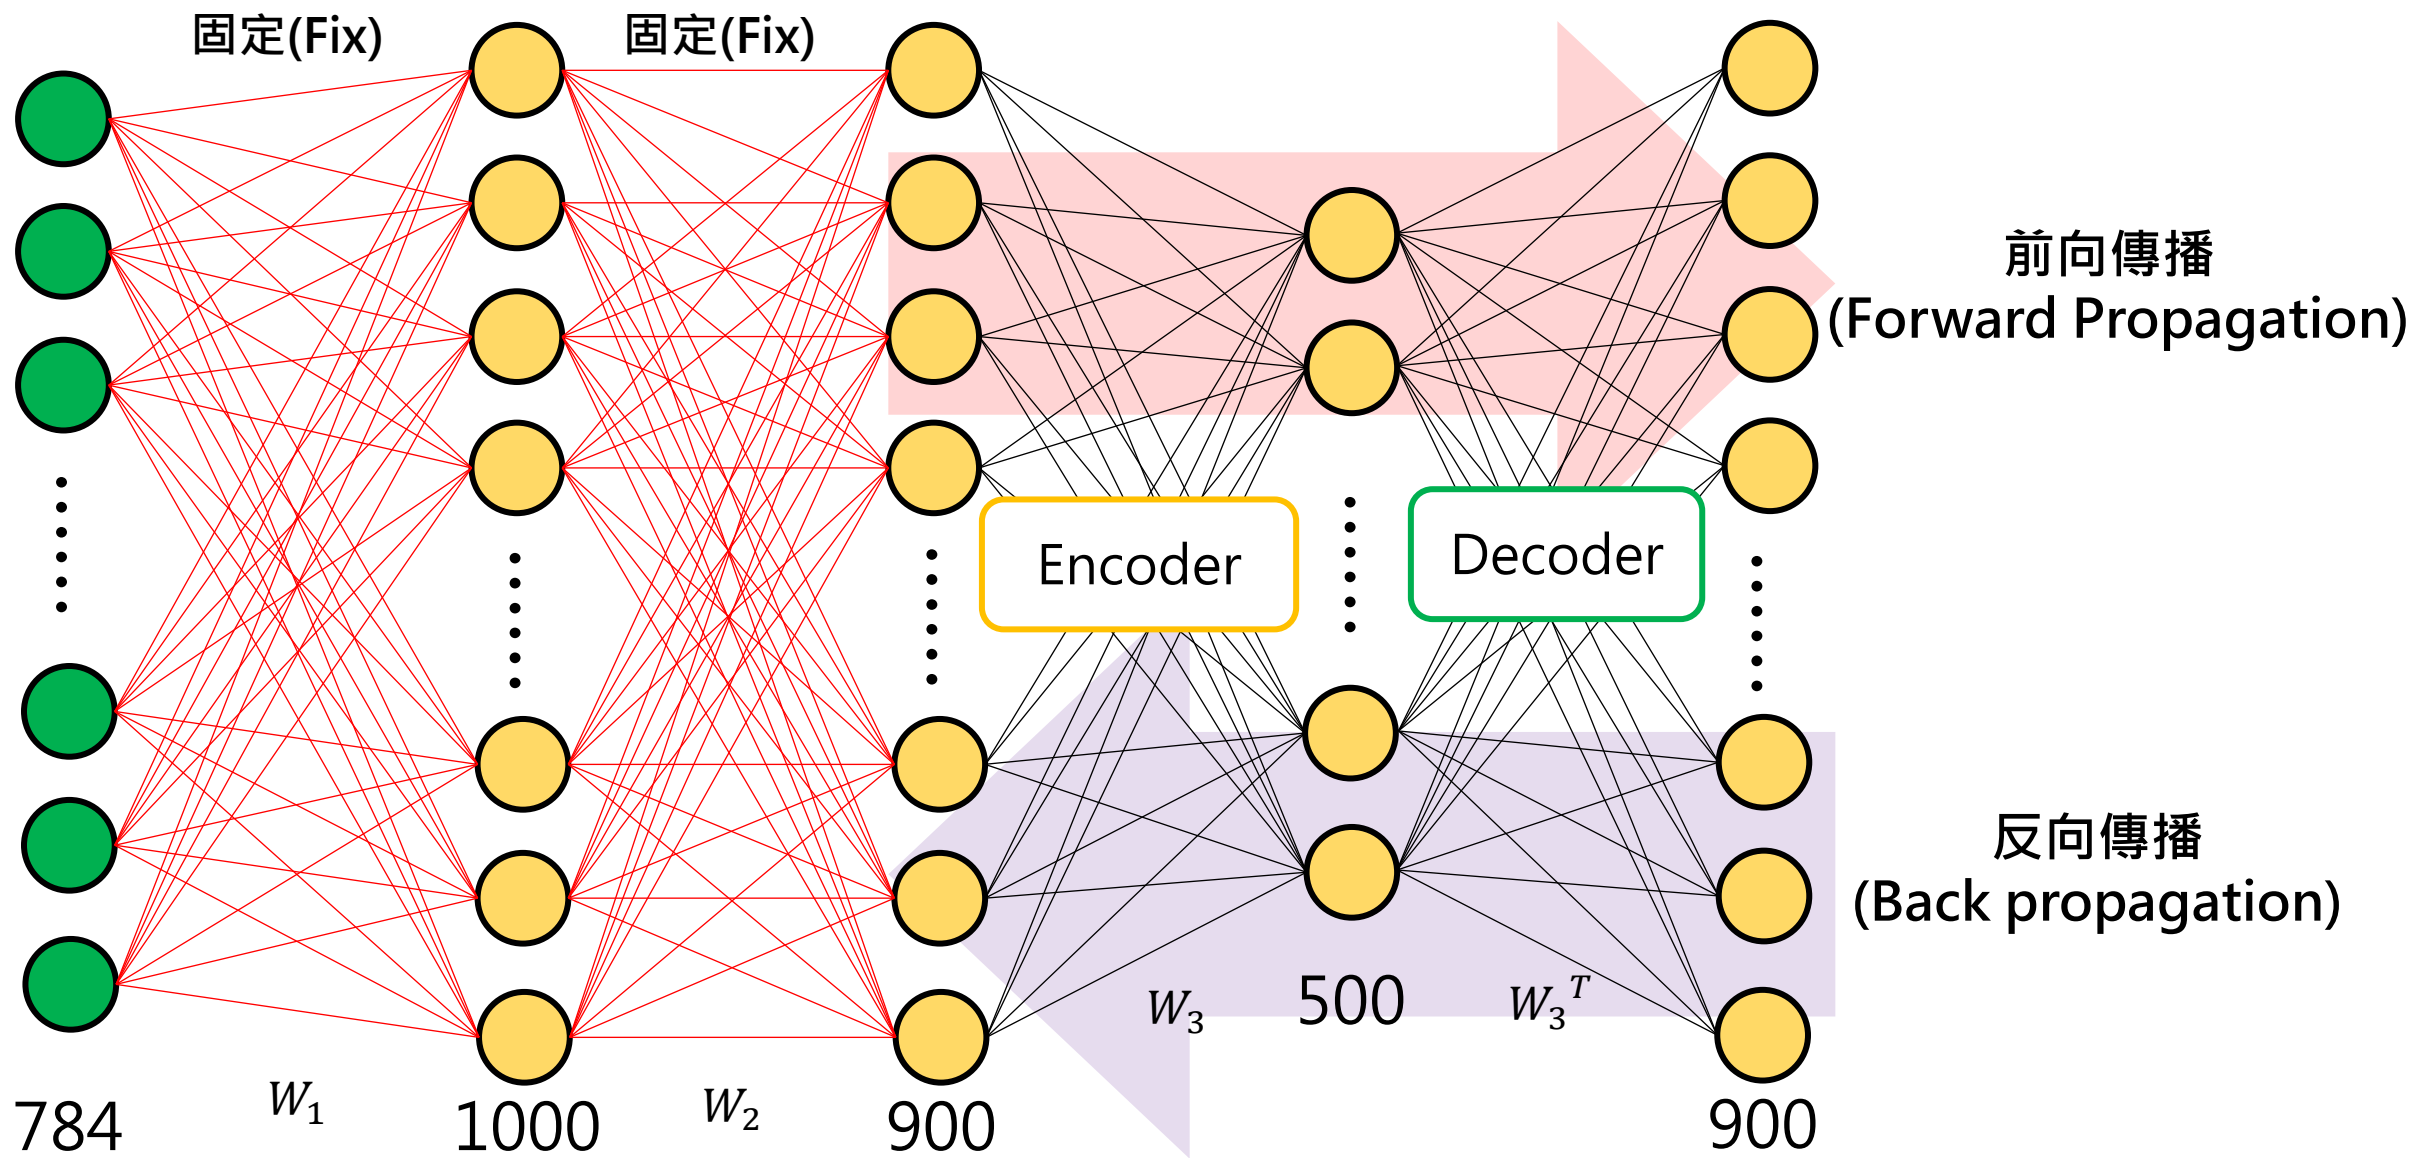 固定(Fix)
固定(Fix)
前向傳播
(Forward Propagation)
Encoder
Decoder
反向傳播
(Back propagation)
W₃
500
W₃ᵀ
W₁
W₂
784
1000
900
900